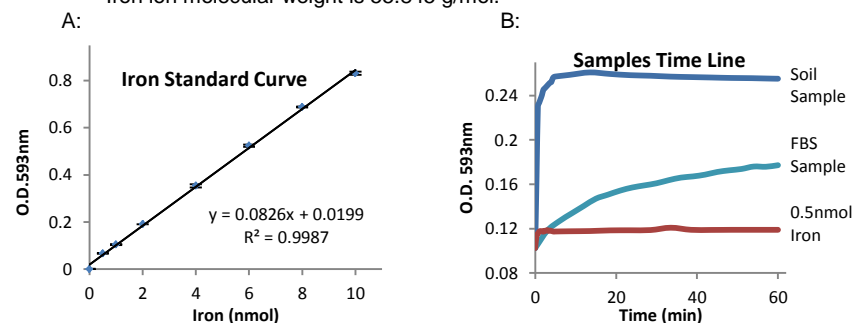 A:
B:
Iron Standard Curve
O.D.593nm
0.8
0.6
0.4
0.2
0
y = 0.0826x + 0.0199
R² = 0.9987
0 2 4 6 8 10
Iron (nmol)
Samples Time Line
O.D. 593nm
0.24
0.2
0.16
0.12
0.08
Soil
Sample
FBS
Sample
0.5nmol
Iron
0 20 40 60
Time (min)